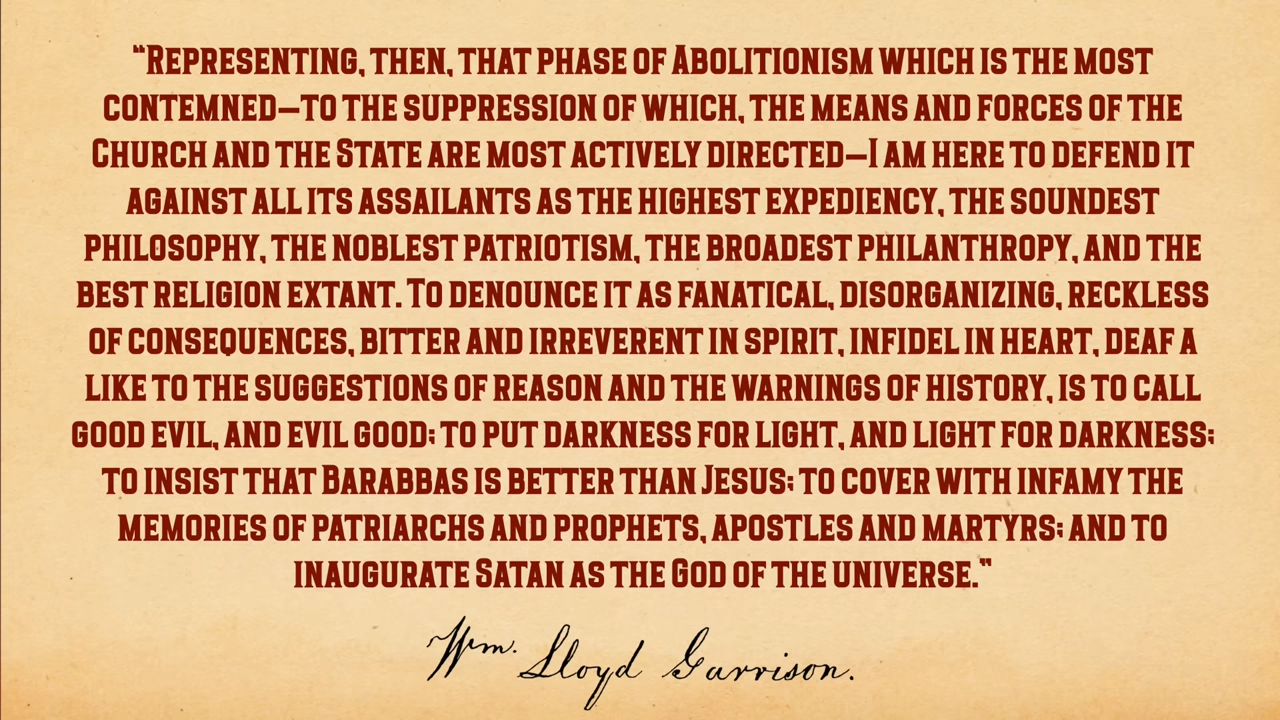 “Representing, then, that phase of Abolitionism which is the most
contemned—to the suppression of which, the means and forces of the
Church and the State are most actively directed—I am here to defend it
against all its assailants as the highest expediency, the soundest
philosophy, the noblest patriotism, the broadest philanthropy, and the
best religion extant. To denounce it as fanatical, disorganizing, reckless
of consequences, bitter and irreverent in spirit, infidel in heart, deaf a
like to the suggestions of reason and the warnings of history, is to call
good evil, and evil good; to put darkness for light, and light for darkness;
to insist that Barabbas is better than Jesus; to cover with infamy the
memories of patriarchs and prophets, apostles and martyrs; and to
inaugurate Satan as the God of the universe.”
Wm. Lloyd Garrison.